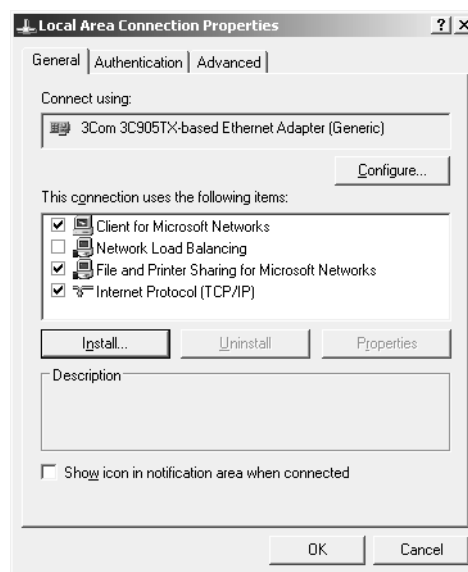 Local Area Connection Properties
General Authentication Advanced
Connect using:
3Com 3C905TX-based Ethernet Adapter (Generic)
Configure...
This connection uses the following items:
Client for Microsoft Networks
Network Load Balancing
File and Printer Sharing for Microsoft Networks
Internet Protocol (TCP/IP)
Install... Uninstall Properties
Description
Show icon in notification area when connected
OK Cancel